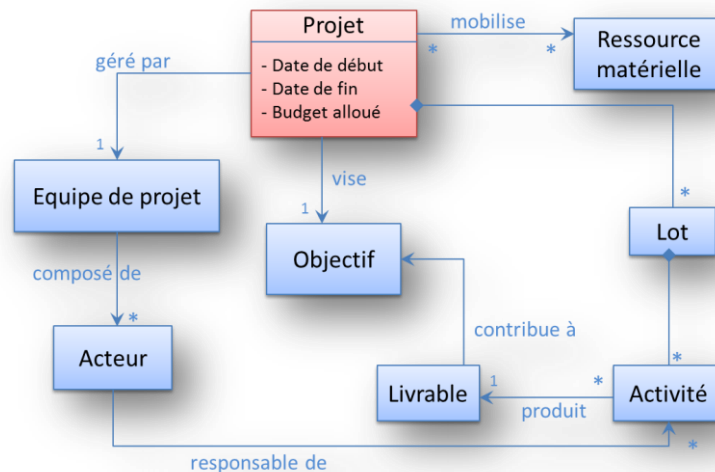 Projet
- Date de début
- Date de fin
- Budget alloué
mobilise
*
*
Ressource
matérielle
géré par
1
Equipe de projet
vise
1
Objectif
*
Lot
composé de
*
Acteur
contribue à
Livrable
1
produit
*
*
Activité
*
responsable de